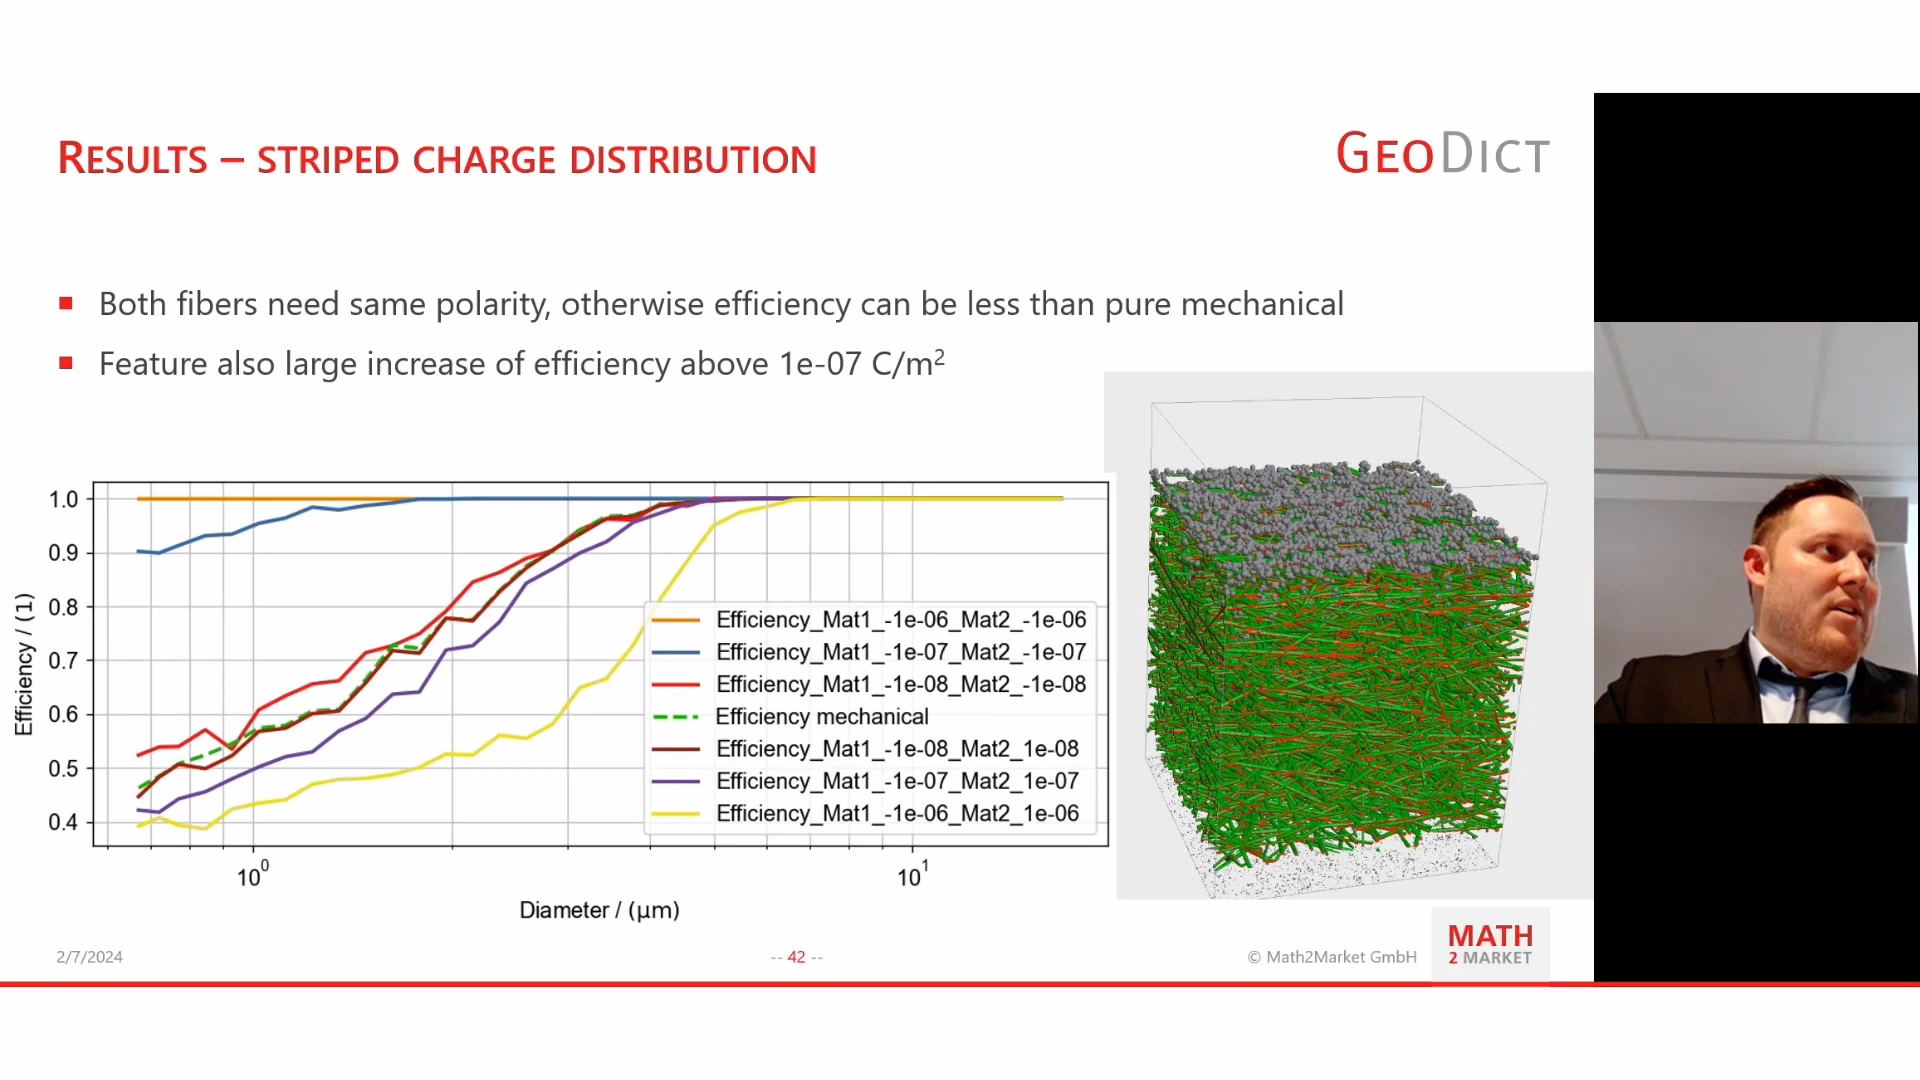 RESULTS – STRIPED CHARGE DISTRIBUTION
GEODICT
Both fibers need same polarity, otherwise efficiency can be less than pure mechanical
Feature also large increase of efficiency above 1e-07 C/m²
1.0
0.9
0.8
0.7
0.6
0.5
0.4
Efficiency / (1)
Efficiency_Mat1_-1e-06_Mat2_-1e-06
Efficiency_Mat1_-1e-07_Mat2_-1e-07
Efficiency_Mat1_-1e-08_Mat2_-1e-08
Efficiency mechanical
Efficiency_Mat1_-1e-08_Mat2_1e-08
Efficiency_Mat1_-1e-07_Mat2_1e-07
Efficiency_Mat1_-1e-06_Mat2_1e-06
10⁰ 10¹
Diameter / (μm)
2/7/2024
-- 42 --
© Math2Market GmbH
MATH
2 MARKET